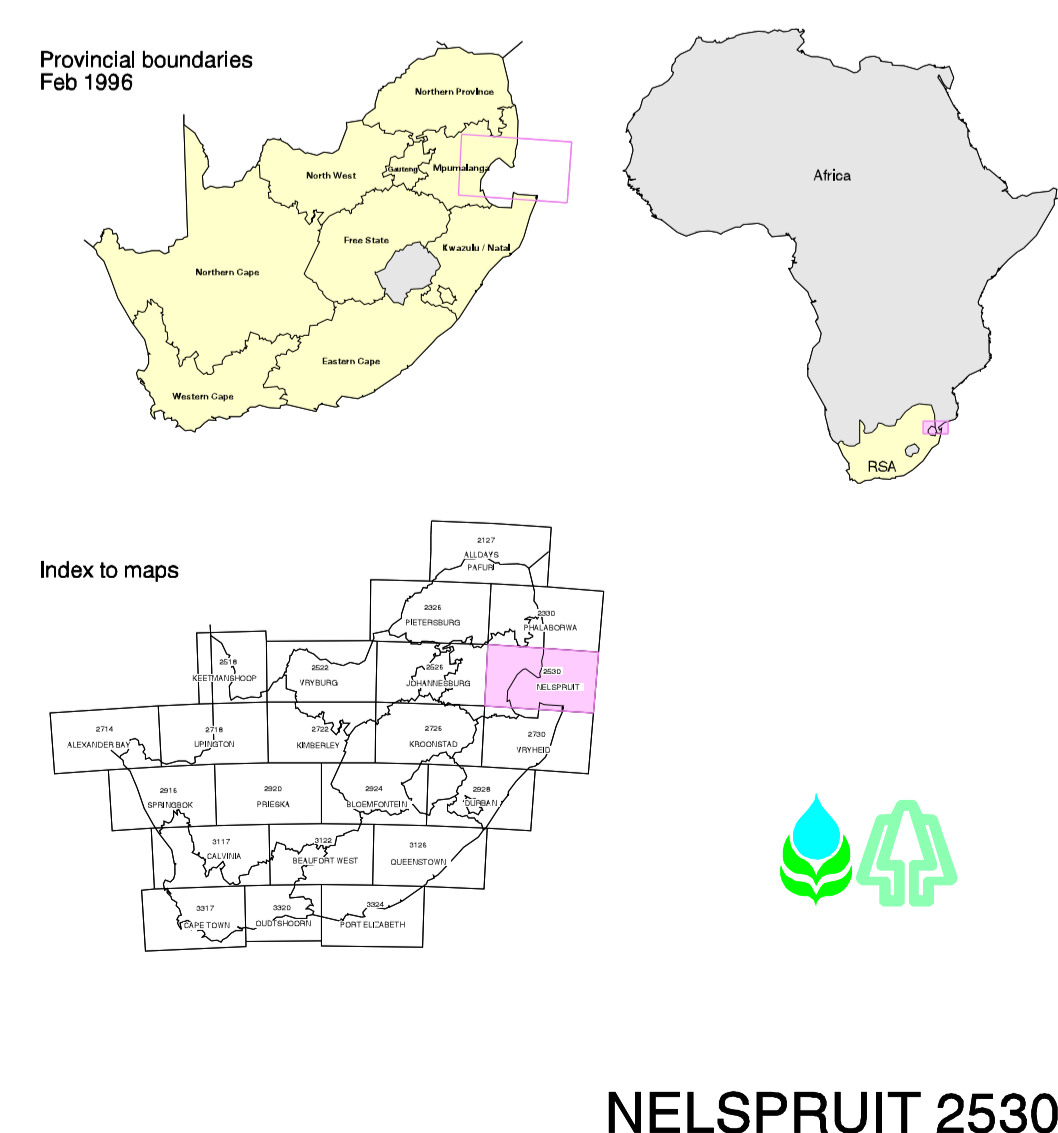 Provincial boundaries
Feb 1996
Northern Province
North West
Gauteng
Mpumalanga
Free State
Kwazulu / Natal
Northern Cape
Eastern Cape
Western Cape
Africa
RSA
Index to maps
2127
ALLDAYS
PAFURI
2326
PIETERSBURG
2330
PHALABORWA
2518
KEETMANSHOOP
2522
VRYBURG
2526
JOHANNESBURG
2530
NELSPRUIT
2714
ALEXANDER BAY
2718
UPINGTON
2722
KIMBERLEY
2726
KROONSTAD
2730
VRYHEID
2916
SPRINGBOK
2920
PRIESKA
2924
BLOEMFONTEIN
2928
DURBAN
3117
CALVINIA
3122
BEAUFORT WEST
3126
QUEENSTOWN
3317
CAPE TOWN
3320
OUDTSHOORN
3324
PORT ELIZABETH
NELSPRUIT 2530